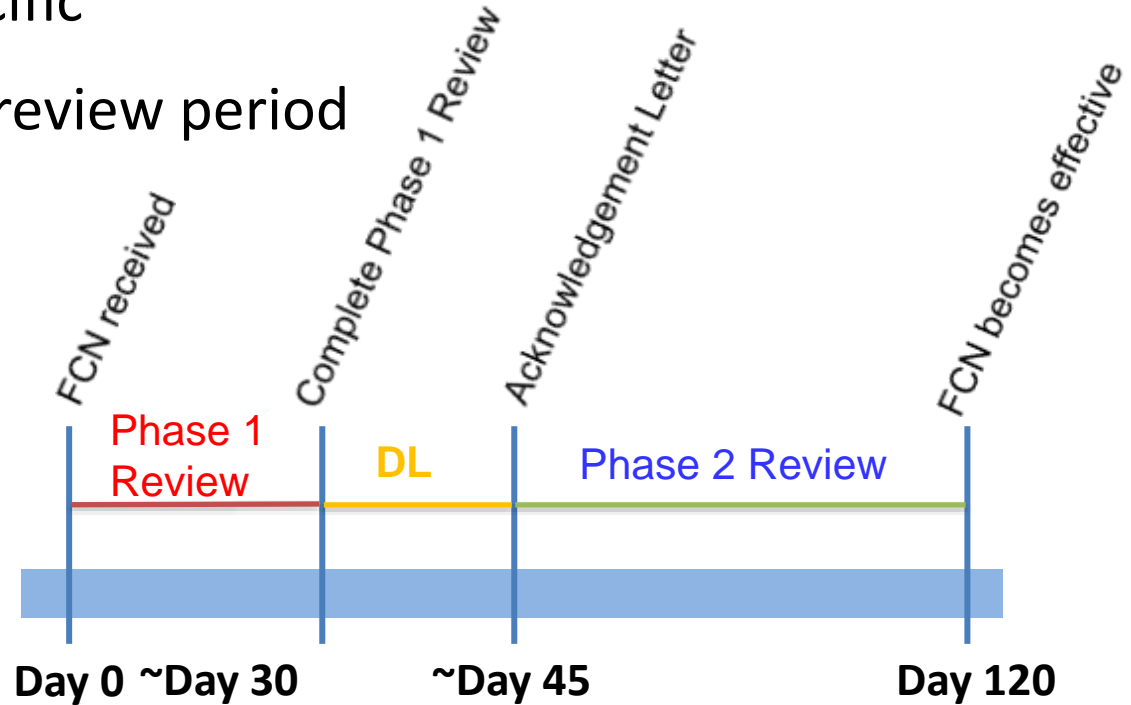 cific
review period
FCN received
Complete Phase 1 Review
Acknowledgement Letter
FCN becomes effective
Phase 1
Review
DL
Phase 2 Review
Day 0 ~Day 30 ~Day 45 Day 120